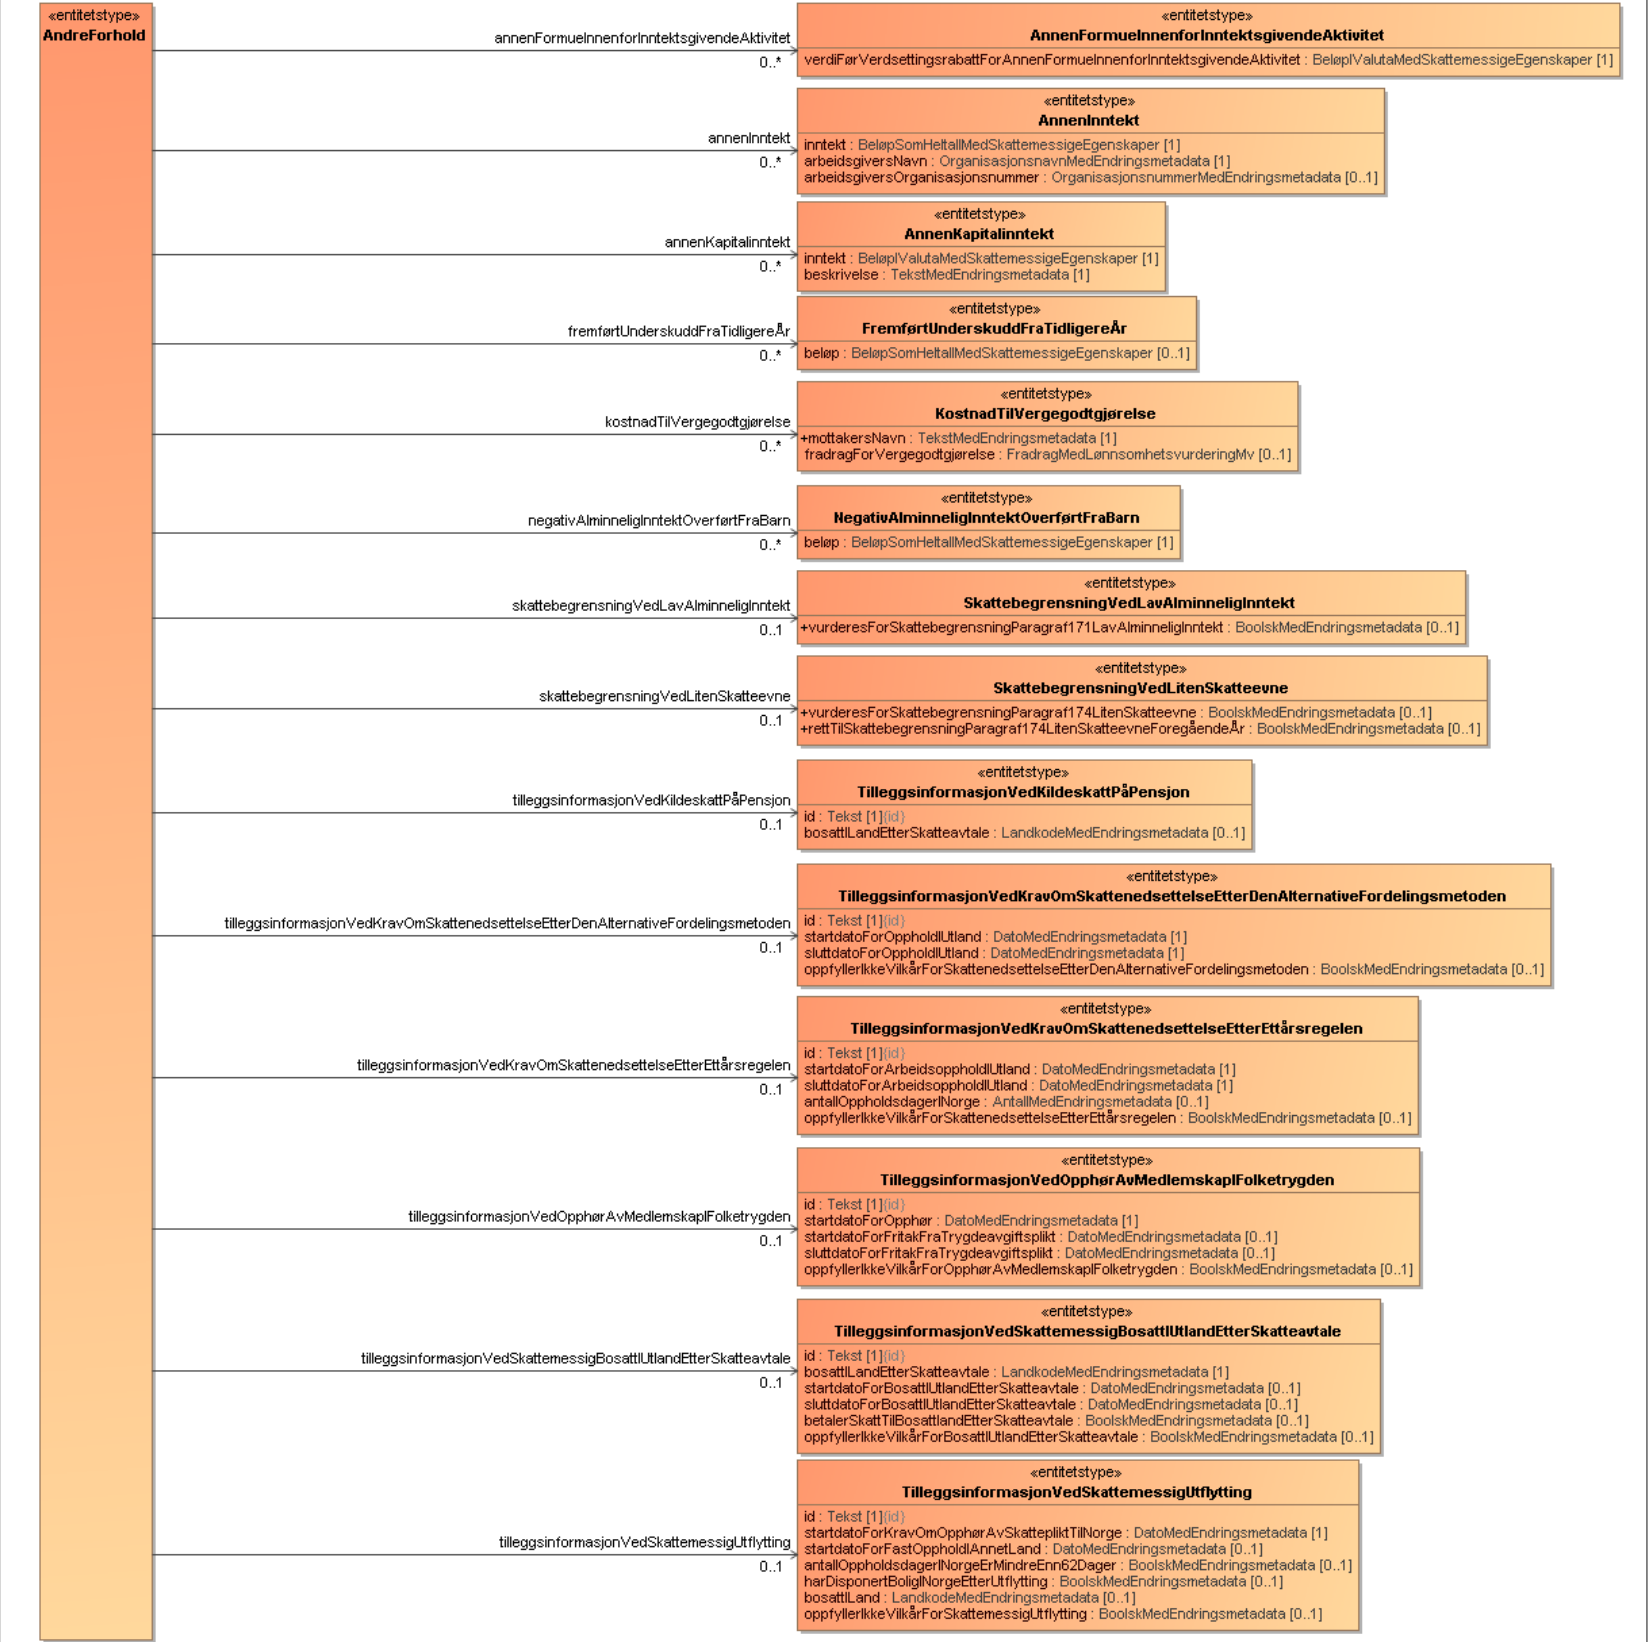 «entitetstype»
AndreForhold
annenFormueInnenforInntektsgivendeAktivitet
0..*
«entitetstype»
AnnenFormueInnenforInntektsgivendeAktivitet
verdiFørVerdsettingsrabattForAnnenFormueInnenforInntektsgivendeAktivitet : BeløpIValutaMedSkattemessigeEgenskaper [1]
annenInntekt
0..*
«entitetstype»
AnnenInntekt
inntekt : BeløpSomHeltallMedSkattemessigeEgenskaper [1]
arbeidsgiversNavn : OrganisasjonsnavnMedEndringsmetadata [1]
arbeidsgiversOrganisasjonsnummer : OrganisasjonsnummerMedEndringsmetadata [0..1]
annenKapitalinntekt
0..*
«entitetstype»
AnnenKapitalinntekt
inntekt : BeløpIValutaMedSkattemessigeEgenskaper [1]
beskrivelse : TekstMedEndringsmetadata [1]
fremførtUnderskuddFraTidligereÅr
0..*
«entitetstype»
FremførtUnderskuddFraTidligereÅr
beløp : BeløpSomHeltallMedSkattemessigeEgenskaper [0..1]
kostnadTilVergegodtgjørelse
0..*
«entitetstype»
KostnadTilVergegodtgjørelse
+mottakersNavn : TekstMedEndringsmetadata [1]
fradragForVergegodtgjørelse : FradragMedLønnsomhetsvurderingMv [0..1]
negativAlminneligInntektOverførtFraBarn
0..*
«entitetstype»
NegativAlminneligInntektOverførtFraBarn
beløp : BeløpSomHeltallMedSkattemessigeEgenskaper [1]
skattebegrensningVedLavAlminneligInntekt
0..1
«entitetstype»
SkattebegrensningVedLavAlminneligInntekt
+vurderesForSkattebegrensningParagraf171LavAlminneligInntekt : BoolskMedEndringsmetadata [0..1]
skattebegrensningVedLitenSkatteevne
0..1
«entitetstype»
SkattebegrensningVedLitenSkatteevne
+vurderesForSkattebegrensningParagraf174LitenSkatteevne : BoolskMedEndringsmetadata [0..1]
+rettTilSkattebegrensningParagraf174LitenSkatteevneForegåendeÅr : BoolskMedEndringsmetadata [0..1]
tilleggsinformasjonVedKildeskattPåPensjon
0..1
«entitetstype»
TilleggsinformasjonVedKildeskattPåPensjon
id : Tekst [1]{id}
bosattILandEtterSkatteavtale : LandkodeMedEndringsmetadata [0..1]
tilleggsinformasjonVedKravOmSkattenedsettelseEtterDenAlternativeFordelingsmetoden
0..1
«entitetstype»
TilleggsinformasjonVedKravOmSkattenedsettelseEtterDenAlternativeFordelingsmetoden
id : Tekst [1]{id}
startdatoForOppholdIUtland : DatoMedEndringsmetadata [1]
sluttdatoForOppholdIUtland : DatoMedEndringsmetadata [1]
oppfyllerIkkeVilkårForSkattenedsettelseEtterDenAlternativeFordelingsmetoden : BoolskMedEndringsmetadata [0..1]
tilleggsinformasjonVedKravOmSkattenedsettelseEtterEttårsregelen
0..1
«entitetstype»
TilleggsinformasjonVedKravOmSkattenedsettelseEtterEttårsregelen
id : Tekst [1]{id}
startdatoForArbeidsoppholdIUtland : DatoMedEndringsmetadata [1]
sluttdatoForArbeidsoppholdIUtland : DatoMedEndringsmetadata [1]
antallOppholdsdagerINorge : AntallMedEndringsmetadata [0..1]
oppfyllerIkkeVilkårForSkattenedsettelseEtterEttårsregelen : BoolskMedEndringsmetadata [0..1]
tilleggsinformasjonVedOpphørAvMedlemskapIFolketrygden
0..1
«entitetstype»
TilleggsinformasjonVedOpphørAvMedlemskapIFolketrygden
id : Tekst [1]{id}
startdatoForOpphør : DatoMedEndringsmetadata [1]
startdatoForFritakFraTrygdeavgiftsplikt : DatoMedEndringsmetadata [0..1]
sluttdatoForFritakFraTrygdeavgiftsplikt : DatoMedEndringsmetadata [0..1]
oppfyllerIkkeVilkårForOpphørAvMedlemskapIFolketrygden : BoolskMedEndringsmetadata [0..1]
tilleggsinformasjonVedSkattemessigBosattIUtlandEtterSkatteavtale
0..1
«entitetstype»
TilleggsinformasjonVedSkattemessigBosattIUtlandEtterSkatteavtale
id : Tekst [1]{id}
bosattILandEtterSkatteavtale : LandkodeMedEndringsmetadata [1]
startdatoForBosattIUtlandEtterSkatteavtale : DatoMedEndringsmetadata [0..1]
sluttdatoForBosattIUtlandEtterSkatteavtale : DatoMedEndringsmetadata [0..1]
betalerSkattTilBosattlandEtterSkatteavtale : BoolskMedEndringsmetadata [0..1]
oppfyllerIkkeVilkårForBosattIUtlandEtterSkatteavtale : BoolskMedEndringsmetadata [0..1]
tilleggsinformasjonVedSkattemessigUtflytting
0..1
«entitetstype»
TilleggsinformasjonVedSkattemessigUtflytting
id : Tekst [1]{id}
startdatoForKravOmOpphørAvSkattepliktTilNorge : DatoMedEndringsmetadata [1]
startdatoForFastOppholdIAnnetLand : DatoMedEndringsmetadata [0..1]
antallOppholdsdagerINorgeErMindreEnn62Dager : BoolskMedEndringsmetadata [0..1]
harDisponertBoligINorgeEtterUtflytting : BoolskMedEndringsmetadata [0..1]
bosattILand : LandkodeMedEndringsmetadata [0..1]
oppfyllerIkkeVilkårForSkattemessigUtflytting : BoolskMedEndringsmetadata [0..1]